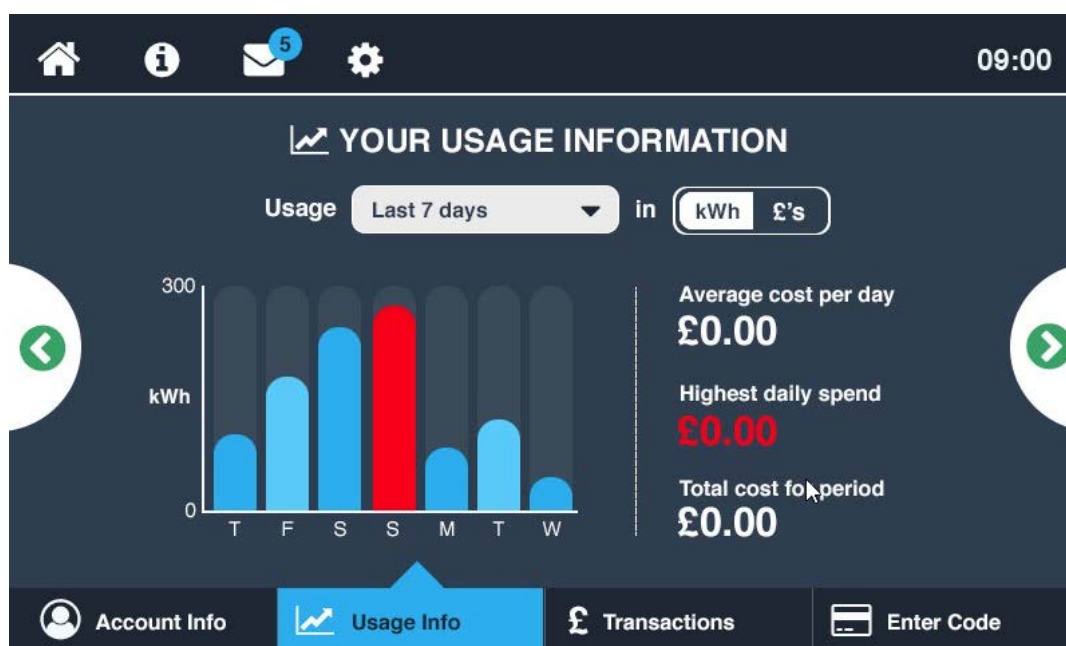 5
09:00
YOUR USAGE INFORMATION
Usage Last 7 days in kWh £'s
300
kWh
0
T F S S M T W
Average cost per day
£0.00
Highest daily spend
£0.00
Total cost for period
£0.00
Account Info Usage Info £ Transactions Enter Code